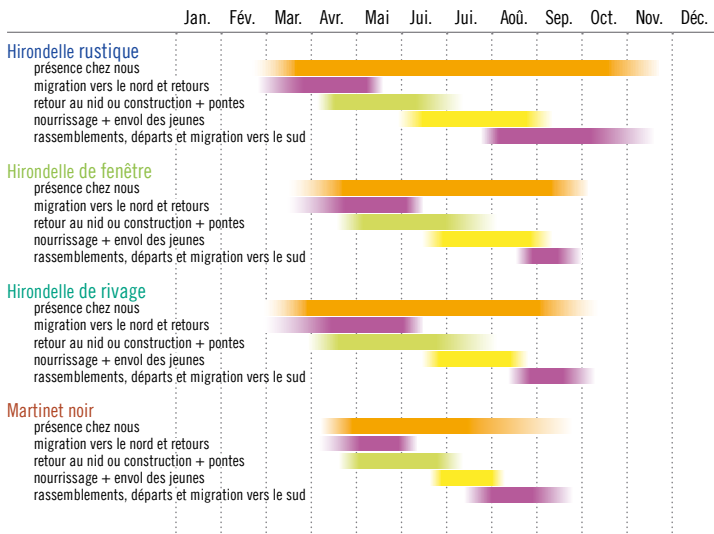 Jan. Fév. Mar. Avr. Mai Jui. Jui. Aoû. Sep. Oct. Nov. Déc.
Hirondelle rustique
présence chez nous
migration vers le nord et retours
retour au nid ou construction + pontes
nourrissage + envol des jeunes
rassemblements, départs et migration vers le sud
Hirondelle de fenêtre
présence chez nous
migration vers le nord et retours
retour au nid ou construction + pontes
nourrissage + envol des jeunes
rassemblements, départs et migration vers le sud
Hirondelle de rivage
présence chez nous
migration vers le nord et retours
retour au nid ou construction + pontes
nourrissage + envol des jeunes
rassemblements, départs et migration vers le sud
Martinet noir
présence chez nous
migration vers le nord et retours
retour au nid ou construction + pontes
nourrissage + envol des jeunes
rassemblements, départs et migration vers le sud